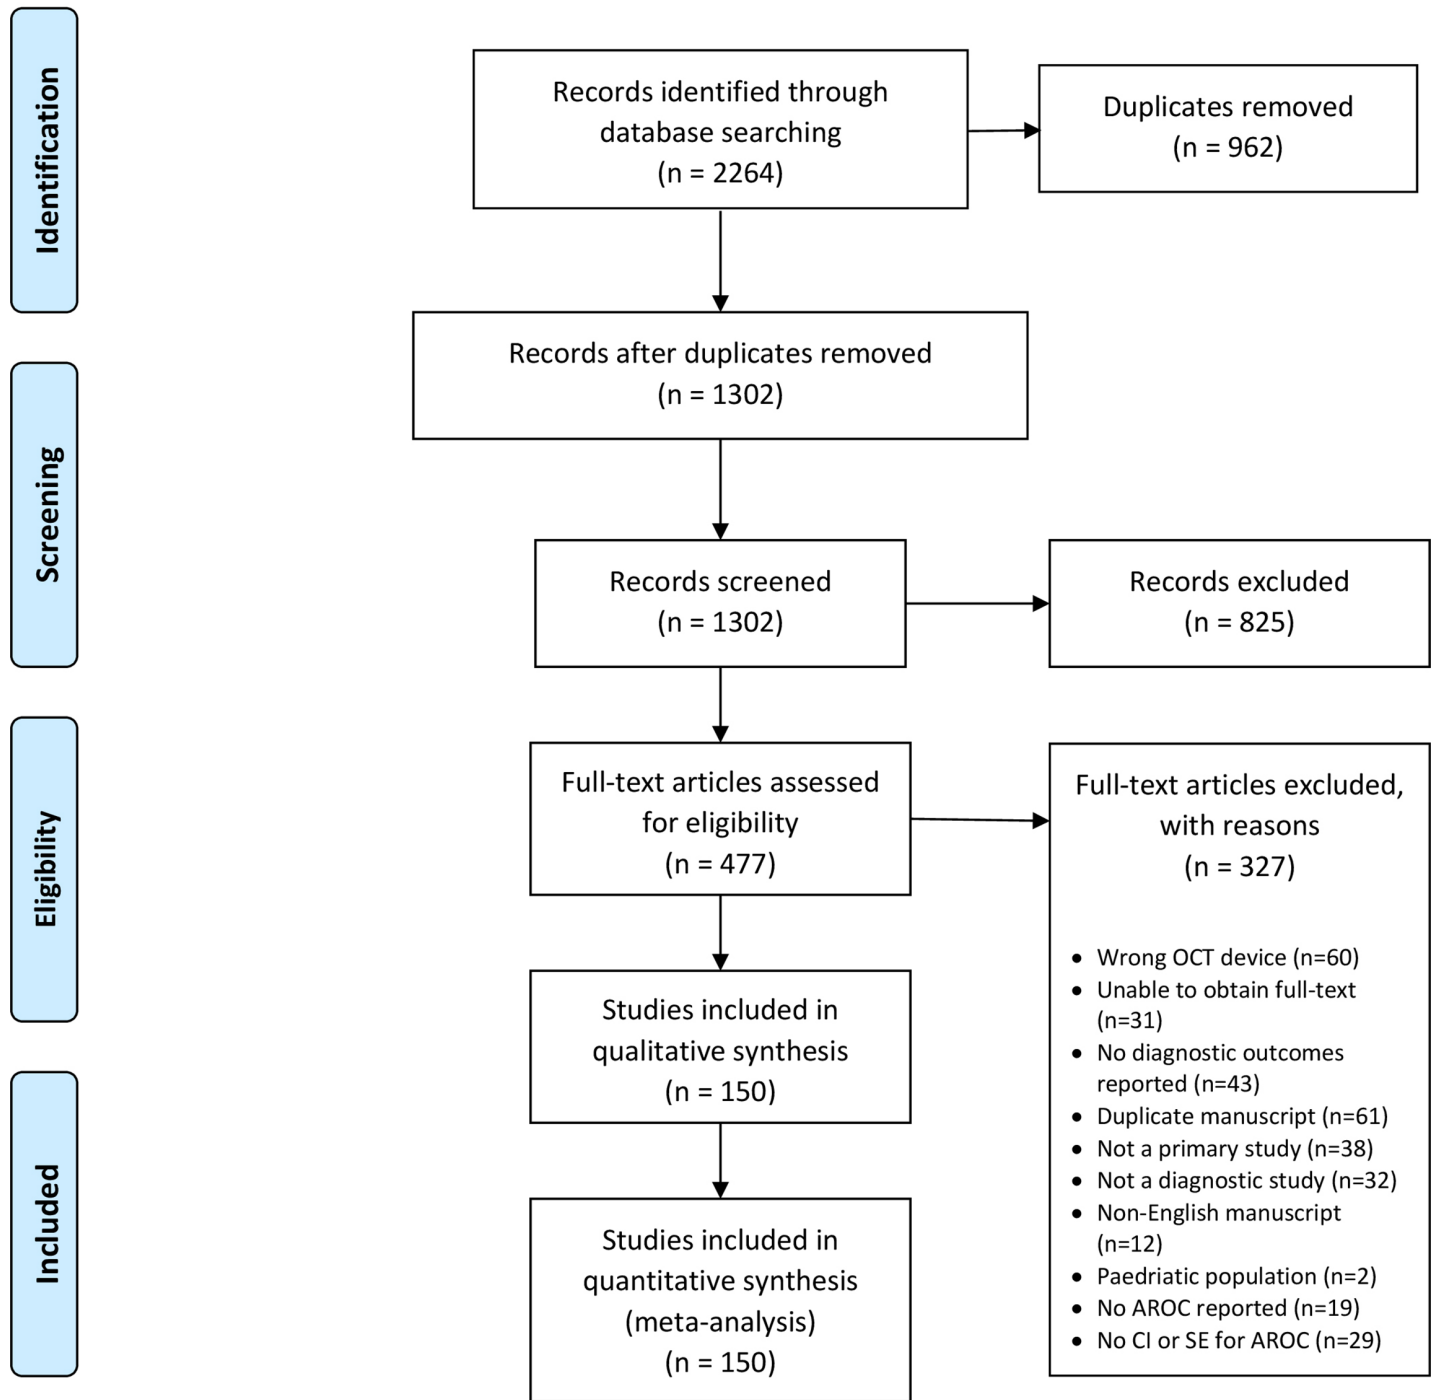 Identification
Records identified through
database searching
(n = 2264)
Duplicates removed
(n = 962)
Records after duplicates removed
(n = 1302)
Screening
Records screened
(n = 1302)
Records excluded
(n = 825)
Eligibility
Full-text articles assessed
for eligibility
(n = 477)
Full-text articles excluded,
with reasons
(n = 327)
• Wrong OCT device (n=60)
• Unable to obtain full-text
(n=31)
• No diagnostic outcomes
reported (n=43)
• Duplicate manuscript (n=61)
• Not a primary study (n=38)
• Not a diagnostic study (n=32)
• Non-English manuscript
(n=12)
• Paedriatic population (n=2)
• No AROC reported (n=19)
• No CI or SE for AROC (n=29)
Studies included in
qualitative synthesis
(n = 150)
Included
Studies included in
quantitative synthesis
(meta-analysis)
(n = 150)